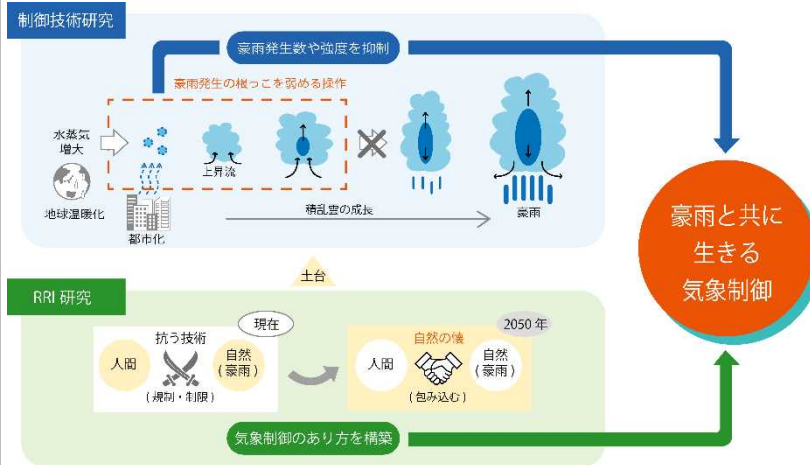 制御技術研究
豪雨発生数や強度を抑制
豪雨発生の根っこを弱める操作
水蒸気
増大
上昇流
地球温暖化
都市化
積乱雲の成長
豪雨
豪雨と共に
生きる
気象制御
土台
RRI 研究
現在
2050 年
抗う技術
人間
自然
(豪雨)
(規制・制限)
自然の懐
人間
自然
(豪雨)
(包み込む)
気象制御のあり方を構築